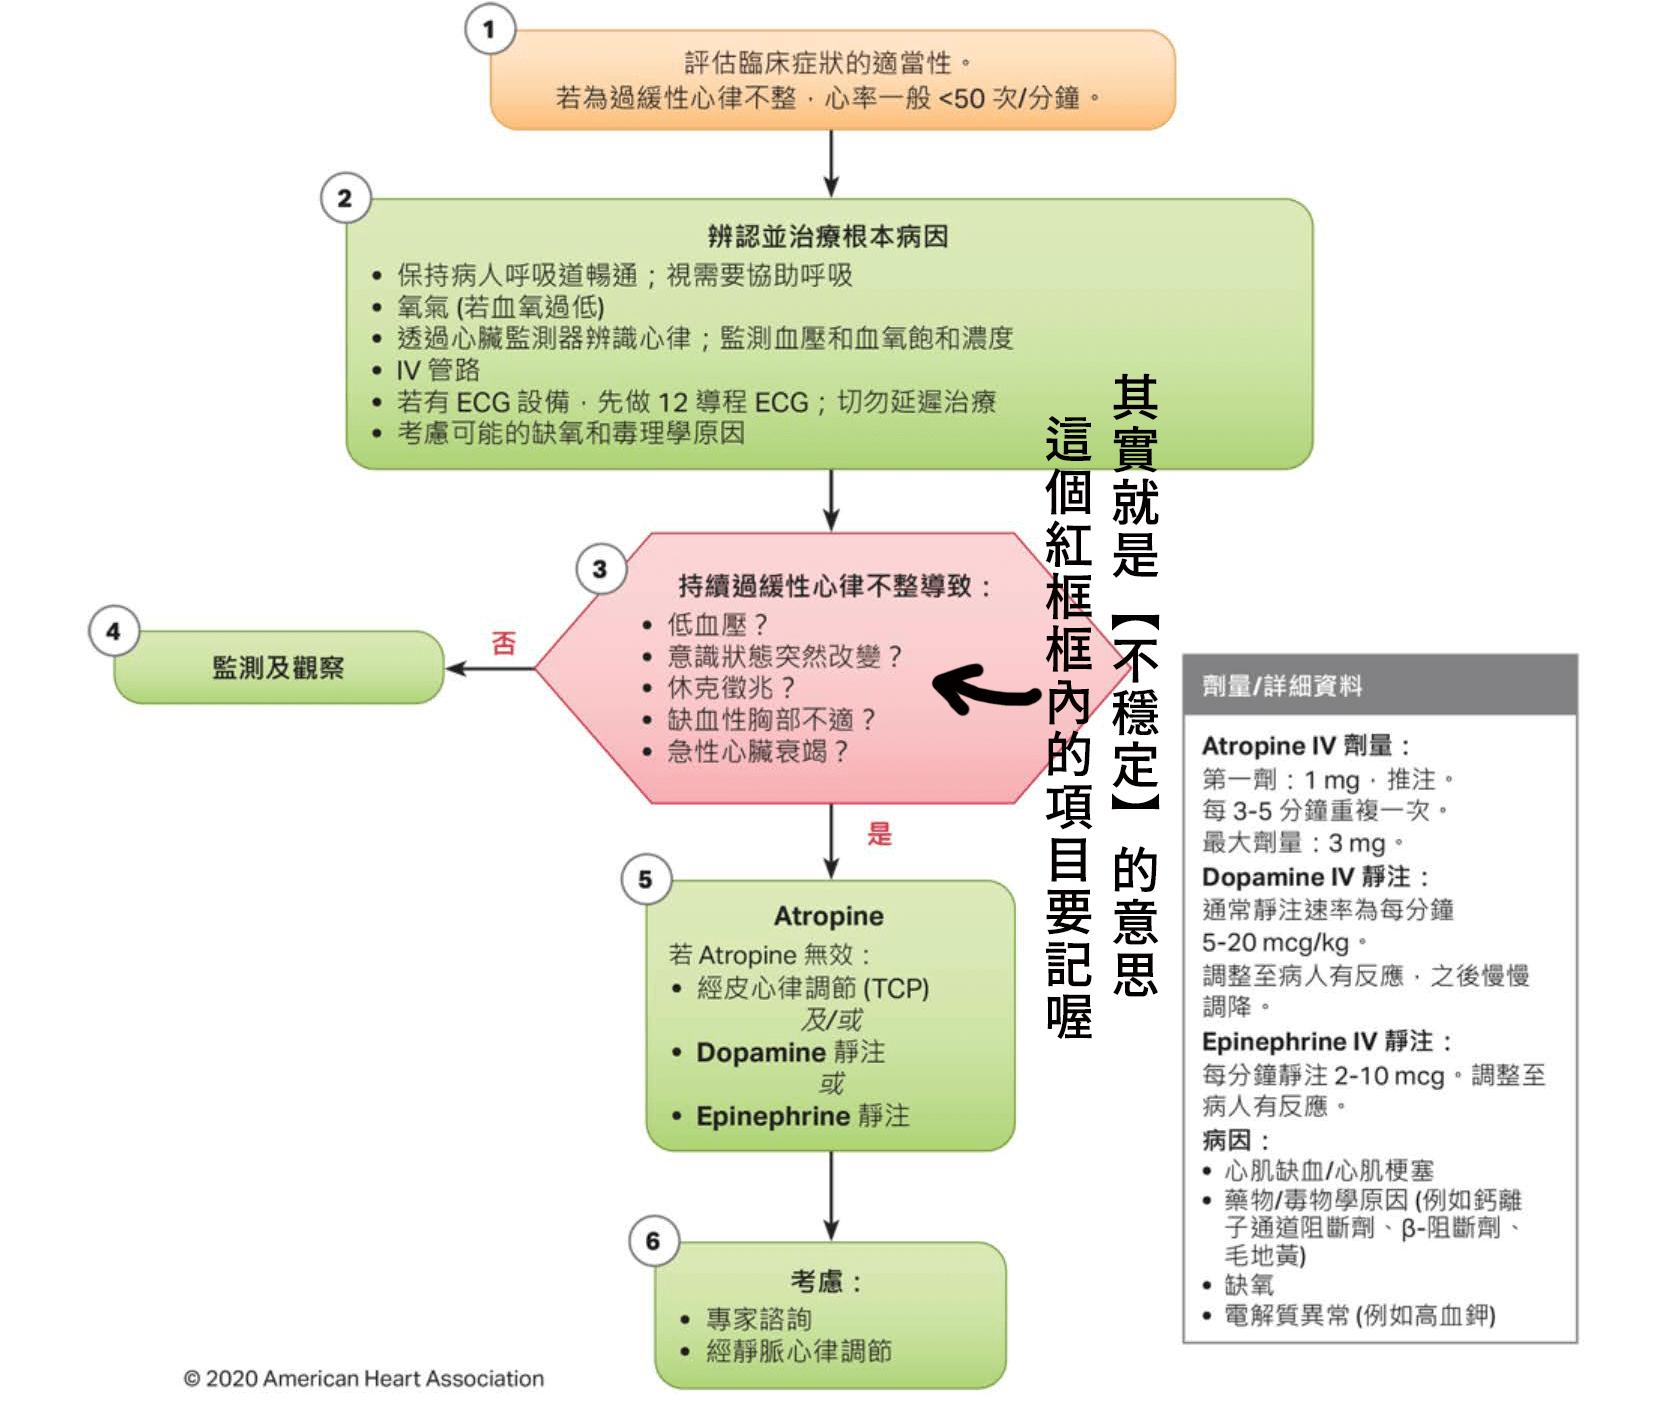 1
評估臨床症狀的適當性。
若為過緩性心律不整，心率一般 <50 次/分鐘。
2
辨認並治療根本病因
• 保持病人呼吸道暢通；視需要協助呼吸
• 氧氣 (若血氧過低)
• 透過心臟監測器辨識心律；監測血壓和血氧飽和濃度
• IV 管路
• 若有 ECG 設備，先做 12 導程 ECG；切勿延遲治療
• 考慮可能的缺氧和毒理學原因
3
持續過緩性心律不整導致：
• 低血壓？
• 意識狀態突然改變？
• 休克徵兆？
• 缺血性胸部不適？
• 急性心臟衰竭？
其實就是【不穩定】的意思
這個紅框框內的項目要記喔
否
4
監測及觀察
是
5
Atropine
若 Atropine 無效：
• 經皮心律調節 (TCP)
及/或
• Dopamine 靜注
或
• Epinephrine 靜注
6
考慮：
• 專家諮詢
• 經靜脈心律調節
劑量/詳細資料
Atropine IV 劑量：
第一劑：1 mg，推注。
每 3-5 分鐘重複一次。
最大劑量：3 mg。
Dopamine IV 靜注：
通常靜注速率為每分鐘
5-20 mcg/kg。
調整至病人有反應，之後慢慢
調降。
Epinephrine IV 靜注：
每分鐘靜注 2-10 mcg。調整至
病人有反應。
病因：
• 心肌缺血/心肌梗塞
• 藥物/毒物學原因 (例如鈣離
子通道阻斷劑、β-阻斷劑、
毛地黃)
• 缺氧
• 電解質異常 (例如高血鉀)
© 2020 American Heart Association